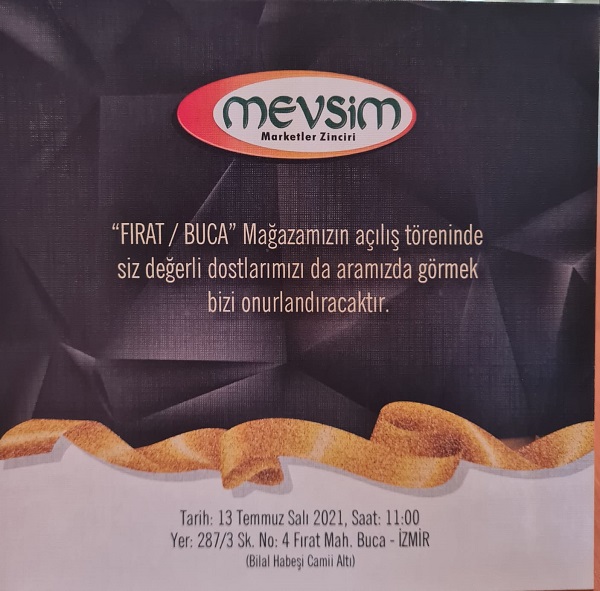 MEVSiM
Marketler Zinciri
“FIRAT / BUCA” Mağazamızın açılış töreninde
siz değerli dostlarımızı da aramızda görmek
bizi onurlandıracaktır.
Tarih: 13 Temmuz Salı 2021, Saat: 11:00
Yer: 287/3 Sk. No: 4 Fırat Mah. Buca - İZMİR
(Bilal Habeşi Camii Altı)